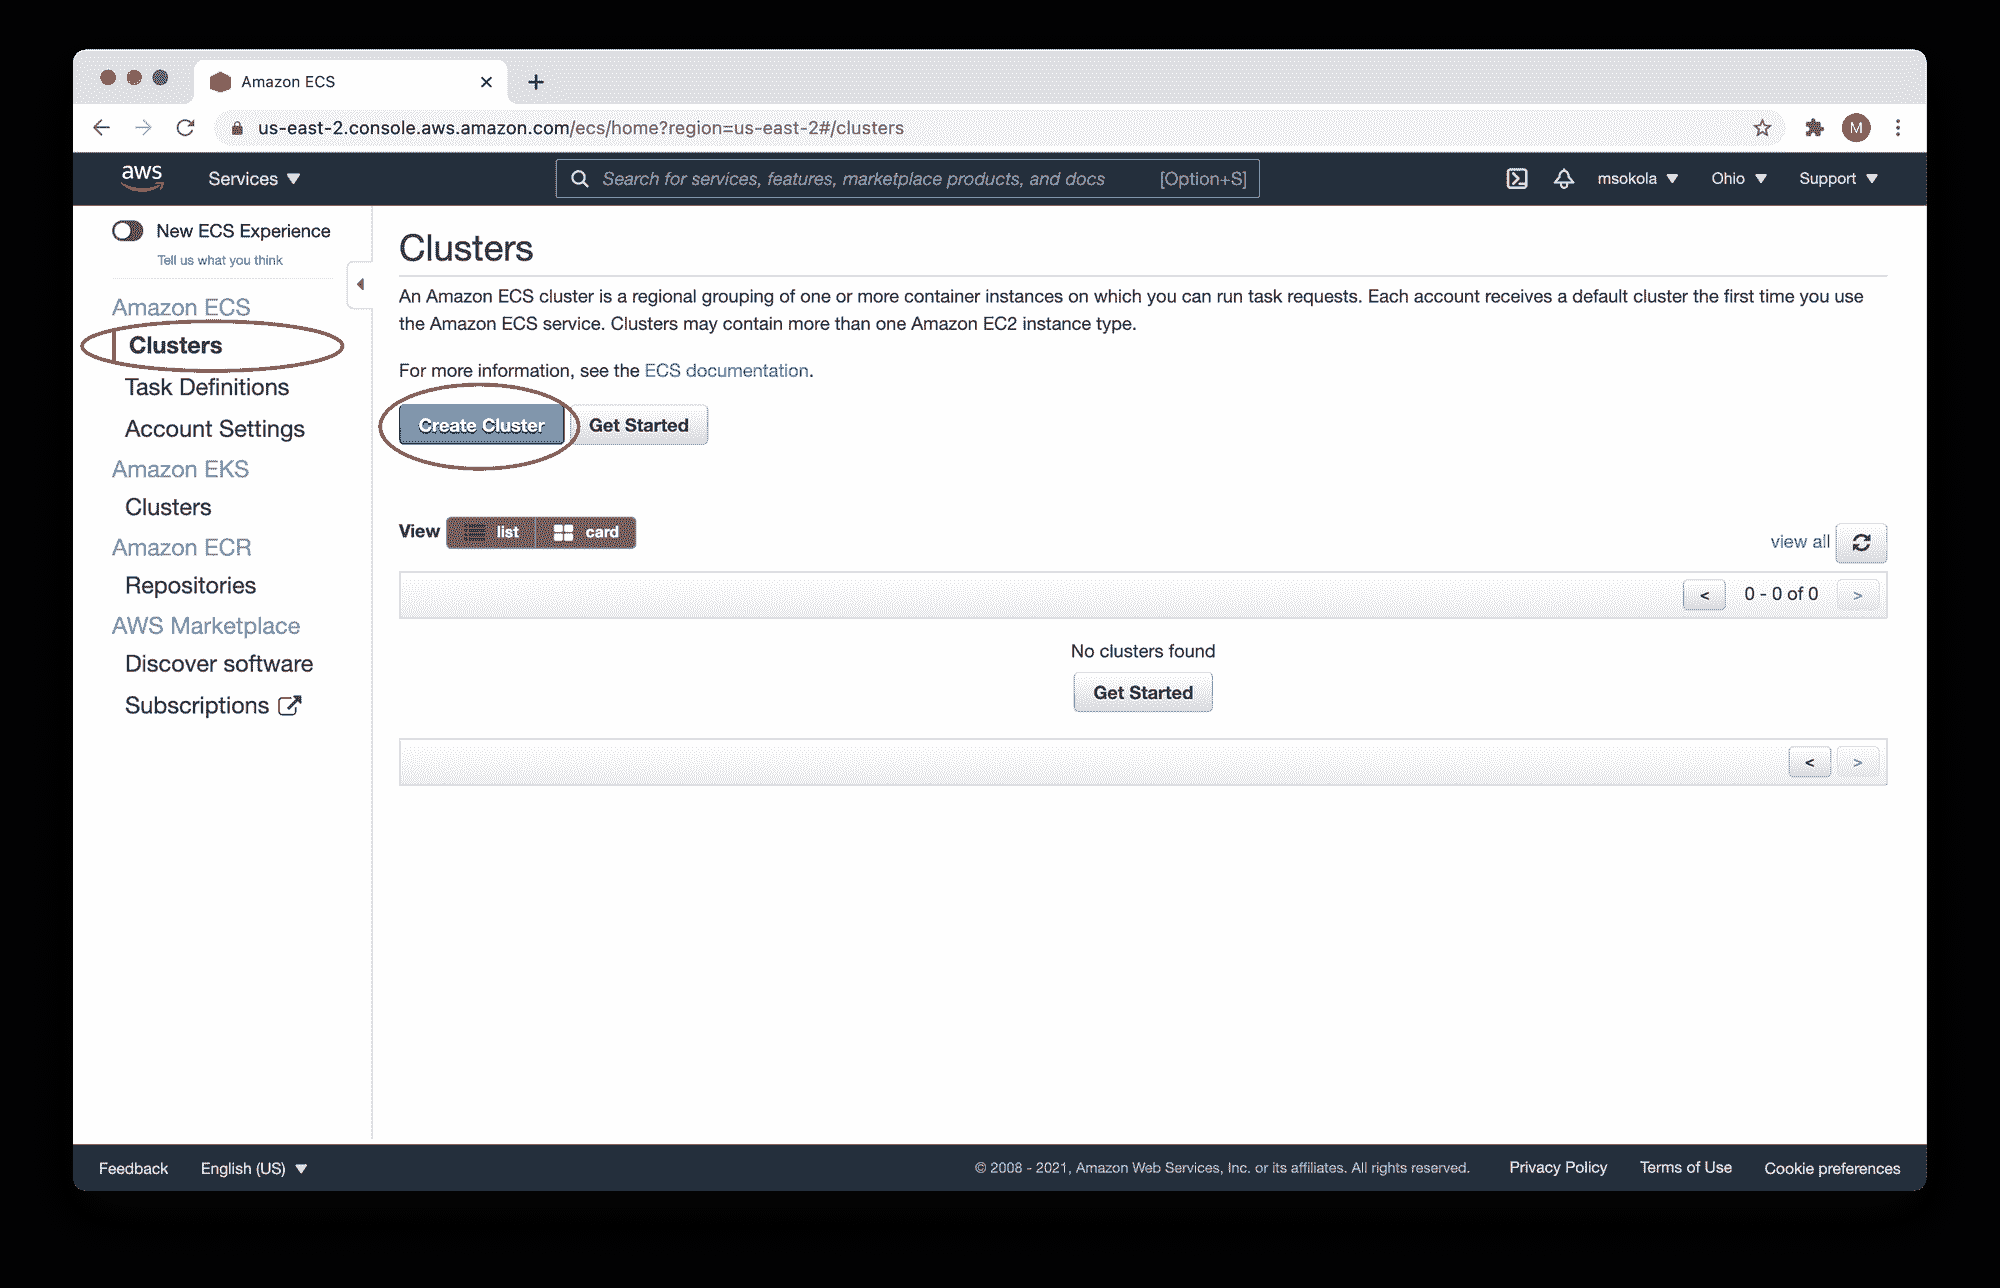 Amazon ECS
us-east-2.console.aws.amazon.com/ecs/home?region=us-east-2#/clusters
M
aws
Services
Search for services, features, marketplace products, and docs [Option+S]
msokola
Ohio
Support
New ECS Experience
Tell us what you think
Amazon ECS
Clusters
Task Definitions
Account Settings
Amazon EKS
Clusters
Amazon ECR
Repositories
AWS Marketplace
Discover software
Subscriptions
Clusters
An Amazon ECS cluster is a regional grouping of one or more container instances on which you can run task requests. Each account receives a default cluster the first time you use
the Amazon ECS service. Clusters may contain more than one Amazon EC2 instance type.
For more information, see the ECS documentation.
Create Cluster Get Started
View list card
view all
< 0 - 0 of 0 >
No clusters found
Get Started
< >
Feedback English (US) © 2008 - 2021, Amazon Web Services, Inc. or its affiliates. All rights reserved. Privacy Policy Terms of Use Cookie preferences